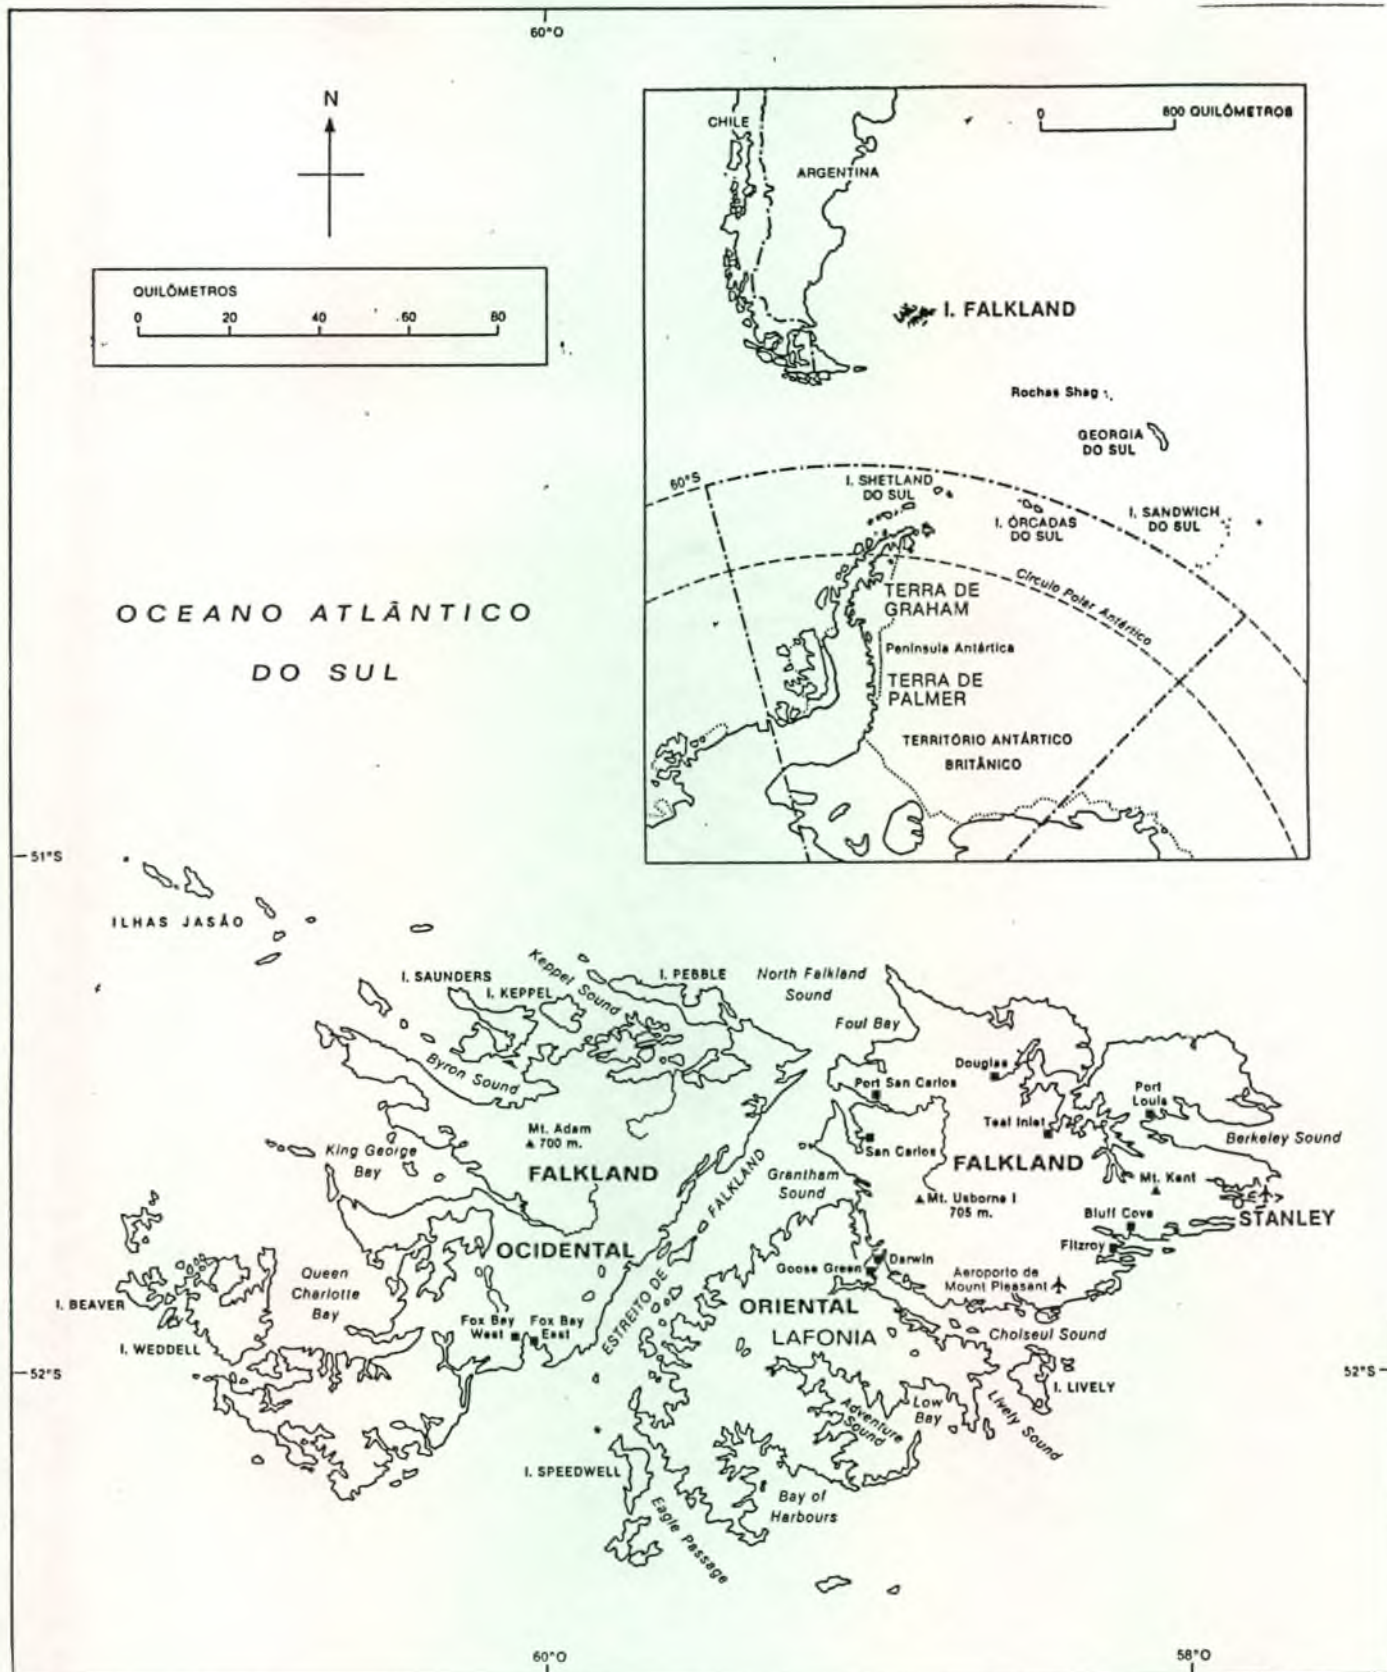 60°O
N
QUILÔMETROS
0 20 40 60 80
CHILE
ARGENTINA
0 800 QUILÔMETROS
I. FALKLAND
Rochas Shag
GEORGIA
DO SUL
60°S
I. SHETLAND
DO SUL
I. ÓRCADAS
DO SUL
I. SANDWICH
DO SUL
Círculo Polar Antártico
TERRA DE
GRAHAM
Península Antártica
TERRA DE
PALMER
TERRITÓRIO ANTÁRTICO
BRITÂNICO
OCEANO ATLÂNTICO
DO SUL
51°S
ILHAS JASÃO
I. SAUNDERS
I. KEPPEL
Keppel Sound
I. PEBBLE
North Falkland
Sound
Foul Bay
Byron Sound
Douglas
Port San Carlos
Port
Louis
Teal Inlet
Berkeley Sound
Mt. Adam
700 m.
San Carlos
King George
Bay
FALKLAND
OCIDENTAL
Grantham
Sound
FALKLAND
Mt. Kent
Mt. Usborne I
705 m.
STANLEY
Bluff Cove
Fitzroy
Darwin
Goose Green
Aeroporto de
Mount Pleasant
ESTREITO DE FALKLAND
Queen
Charlotte
Bay
I. BEAVER
I. WEDDELL
Fox Bay
West
Fox Bay
East
ORIENTAL
LAFONIA
Choiseul Sound
52°S
52°S
I. LIVELY
Lively Sound
Low
Bay
Adventure
Sound
I. SPEEDWELL
Eagle Passage
Bay of
Harbours
60°O
58°O